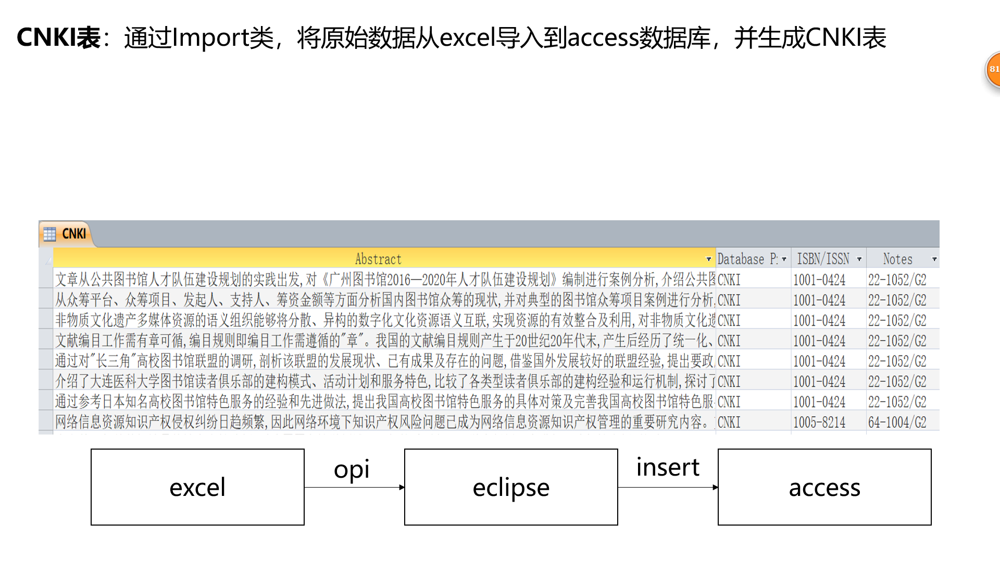 CNKI表：通过Import类，将原始数据从excel导入到access数据库，并生成CNKI表
81
CNKI
Abstract Database P ISBN/ISSN Notes
文章从公共图书馆人才队伍建设规划的实践出发,对《广州图书馆2016—2020年人才队伍建设规划》编制进行案例分析,介绍公共图 CNKI 1001-0424 22-1052/G2
从众筹平台、众筹项目、发起人、支持人、筹资金额等方面分析国内图书馆众筹的现状,并对典型的图书馆众筹项目案例进行分析, CNKI 1001-0424 22-1052/G2
非物质文化遗产多媒体资源的语义组织能够将分散、异构的数字化文化资源语义互联,实现资源的有效整合及利用,对非物质文化遗 CNKI 1001-0424 22-1052/G2
文献编目工作需有章可循,编目规则即编目工作需遵循的"章"。我国的文献编目规则产生于20世纪20年代末,产生后经历了统一化、 CNKI 1001-0424 22-1052/G2
通过对"长三角"高校图书馆联盟的调研,剖析该联盟的发展现状、已有成果及存在的问题,借鉴国外发展较好的联盟经验,提出要政 CNKI 1001-0424 22-1052/G2
介绍了大连医科大学图书馆读者俱乐部的建构模式、活动计划和服务特色,比较了各类型读者俱乐部的建构经验和运行机制,探讨了 CNKI 1001-0424 22-1052/G2
通过参考日本知名高校图书馆特色服务的经验和先进做法,提出我国高校图书馆特色服务的具体对策及完善我国高校图书馆特色服 CNKI 1001-0424 22-1052/G2
网络信息资源知识产权侵权纠纷日趋频繁,因此网络环境下知识产权风险问题已成为网络信息资源知识产权管理的重要研究内容。 CNKI 1005-8214 64-1004/G2
excel opi eclipse insert access